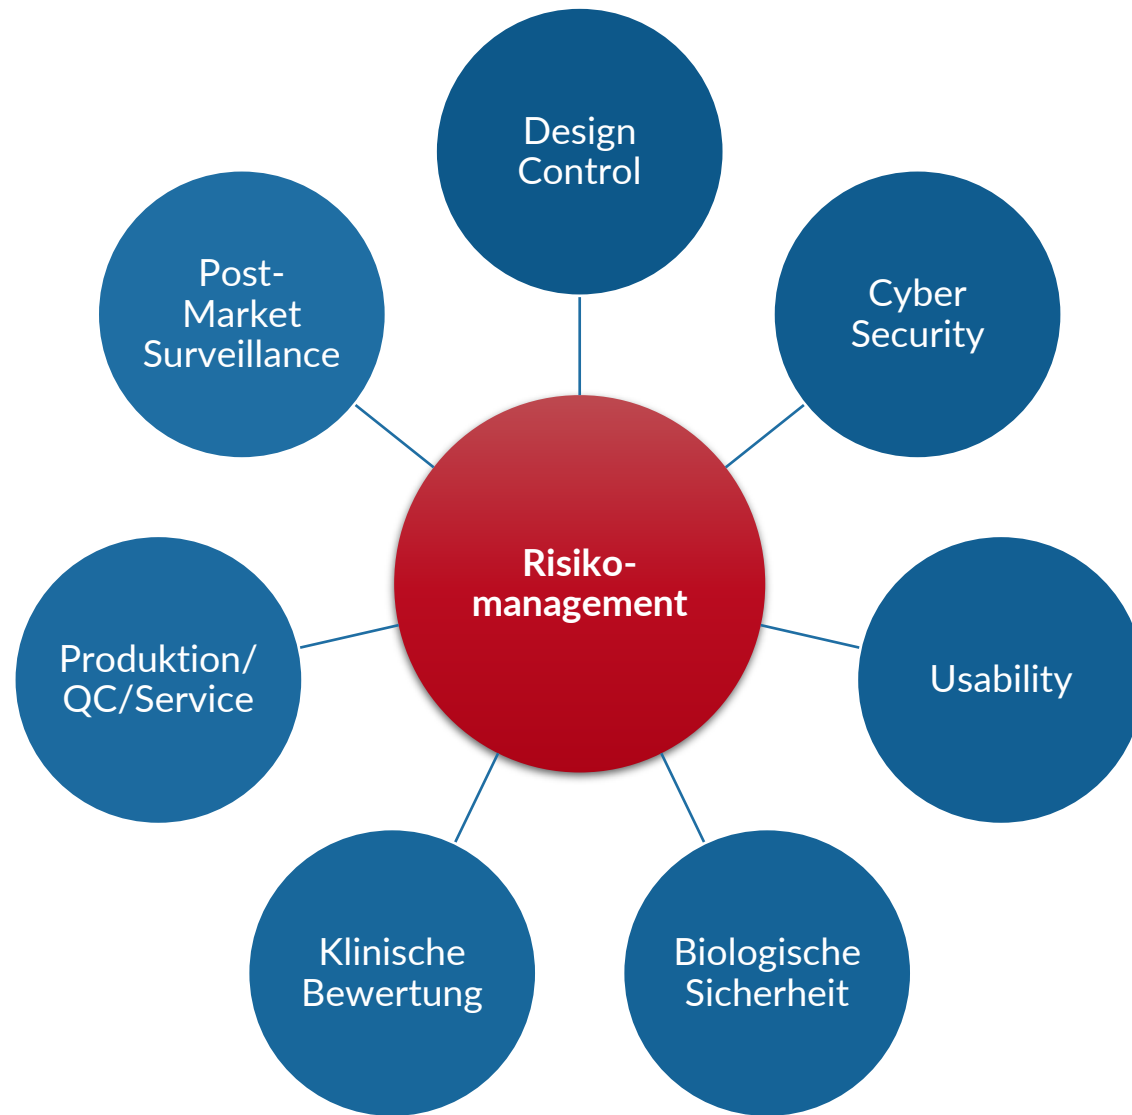 Design
Control
Cyber
Security
Usability
Biologische
Sicherheit
Klinische
Bewertung
Produktion/
QC/Service
Post-
Market
Surveillance
Risiko-
management